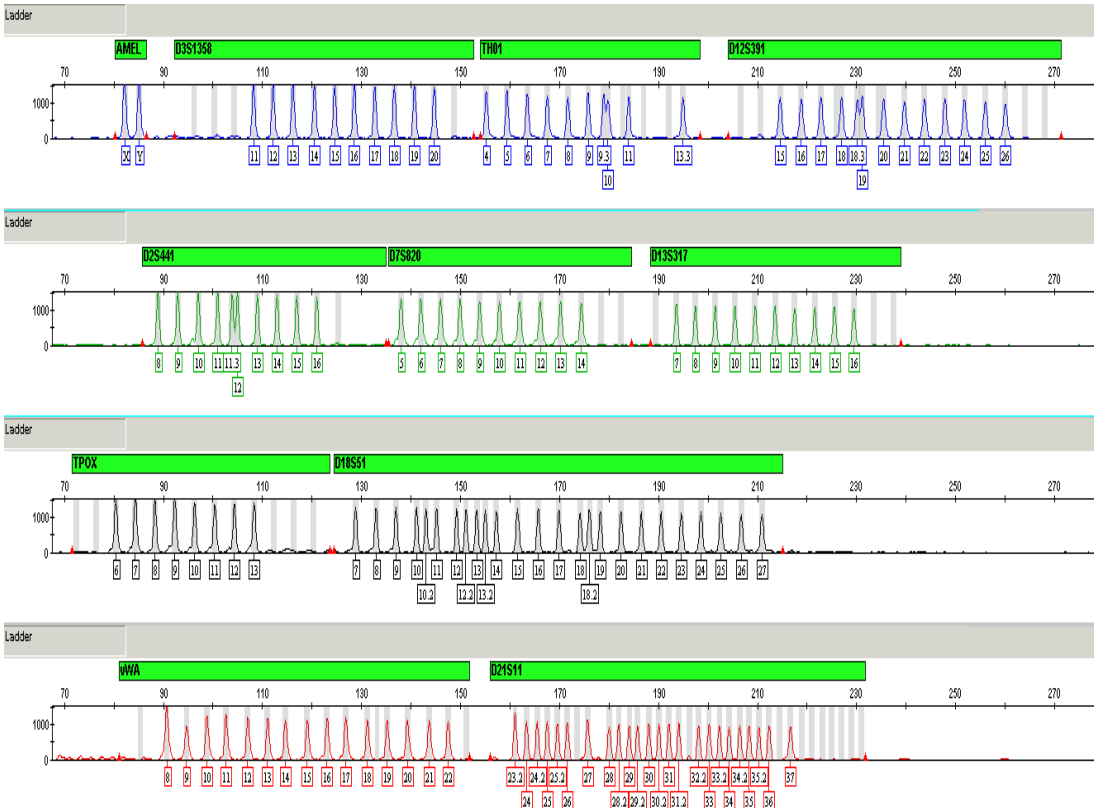 Ladder
AMEL D3S1358 TH01 D12S391
70 90 110 130 150 170 190 210 230 250 270
1000
0
X Y 11 12 13 14 15 16 17 18 19 20 4 5 6 7 8 9 9.3 11 13.3 15 16 17 18 18.3 20 21 22 23 24 25 26
10 19
Ladder
D2S441 D7S820 D13S317
70 90 110 130 150 170 190 210 230 250 270
1000
0
8 9 10 11 11.3 13 14 15 16 5 6 7 8 9 10 11 12 13 14 7 8 9 10 11 12 13 14 15 16
12
Ladder
TPOX D18S51
70 90 110 130 150 170 190 210 230 250 270
1000
0
6 7 8 9 10 11 12 13 7 8 9 10 11 12 13 14 15 16 17 18 19 20 21 22 23 24 25 26 27
10.2 12.2 13.2 18.2
Ladder
vWA D21S11
70 90 110 130 150 170 190 210 230 250 270
1000
0
8 9 10 11 12 13 14 15 16 17 18 19 20 21 22 23.2 24.2 25.2 27 28 29 30 31 32.2 33.2 34.2 35.2 37
24 25 26 28.2 29.2 30.2 31.2 33 34 35 36